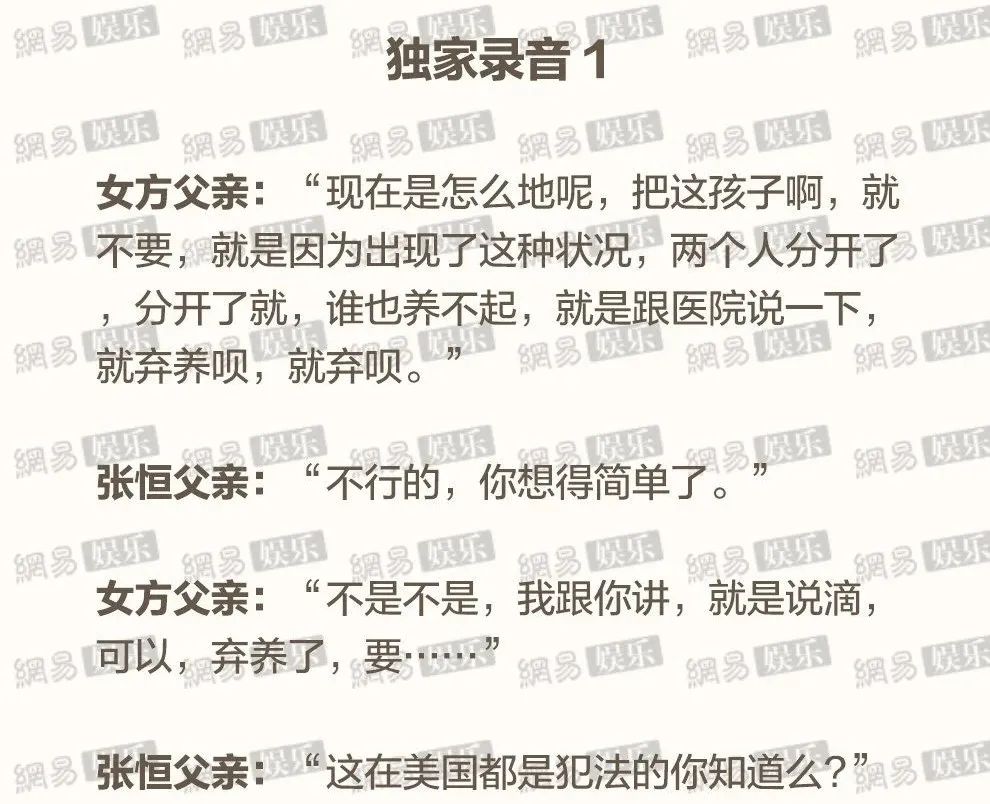 独家录音 1
女方父亲：“现在是怎么地呢，把这孩子啊，就
不要，就是因为出现了这种状况，两个人分开了
，分开了就，谁也养不起，就是跟医院说一下，
就弃养呗，就弃呗。”
张恒父亲：“不行的，你想得简单了。”
女方父亲：“不是不是，我跟你讲，就是说滴，
可以，弃养了，要……”
张恒父亲：“这在美国都是犯法的你知道么？”
網易娱乐